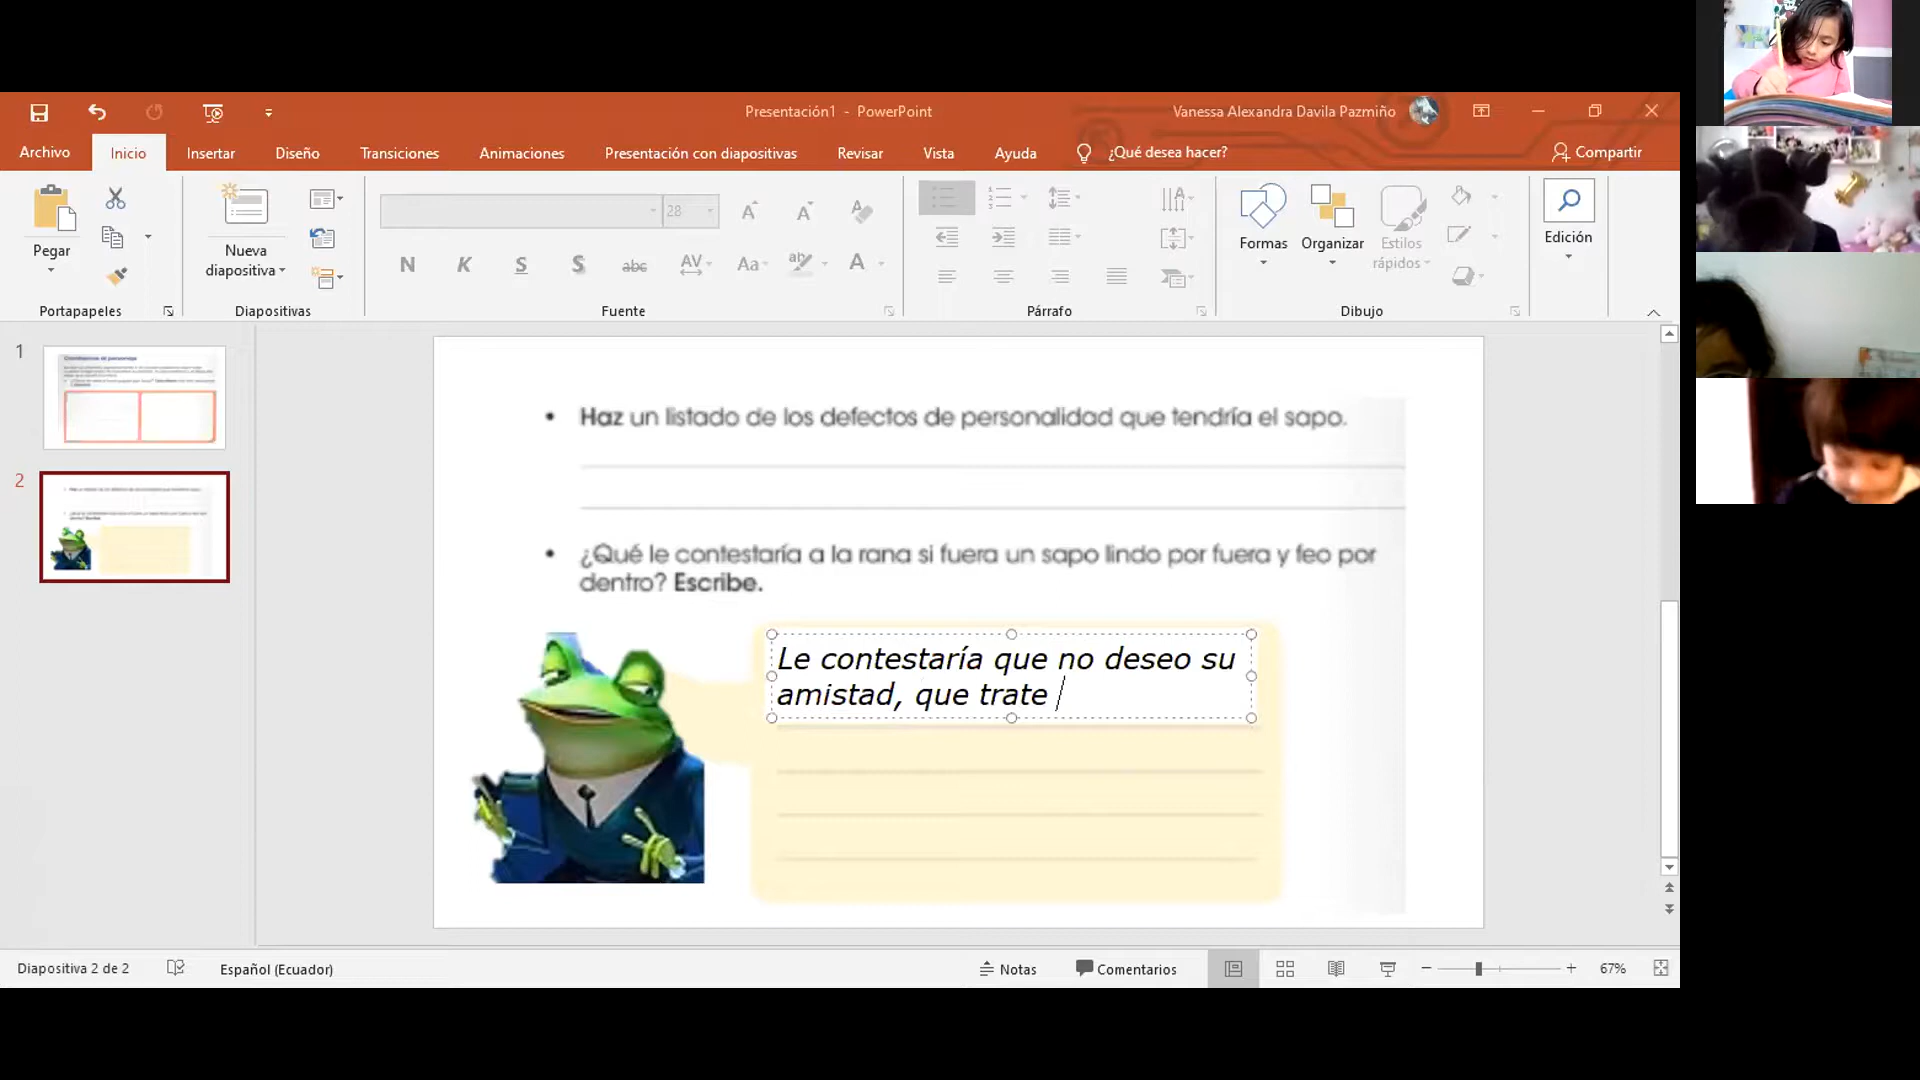 Presentación1 - PowerPoint
Vanessa Alexandra Davila Pazmiño
Archivo
Inicio
Insertar
Diseño
Transiciones
Animaciones
Presentación con diapositivas
Revisar
Vista
Ayuda
¿Qué desea hacer?
Compartir
Pegar
Nueva
diapositiva
28
N K S S abc AV Aa A
Formas
Organizar
Estilos
rápidos
Edición
Portapapeles
Diapositivas
Fuente
Párrafo
Dibujo
1
2
• Haz un listado de los defectos de personalidad que tendría el sapo.
• ¿Qué le contestaría a la rana si fuera un sapo lindo por fuera y feo por
dentro? Escribe.
Le contestaría que no deseo su
amistad, que trate
Diapositiva 2 de 2
Español (Ecuador)
Notas
Comentarios
67%